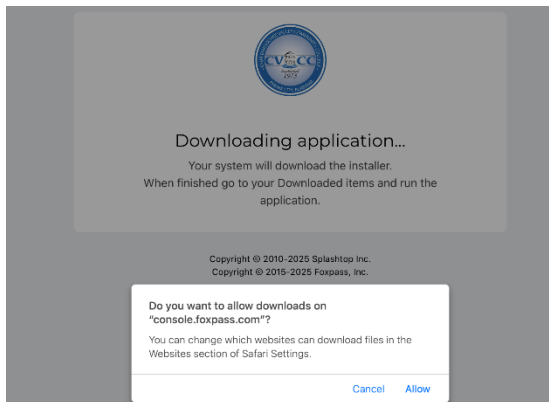 CVCC
1973
Downloading application...
Your system will download the installer.
When finished go to your Downloaded items and run the
application.
Copyright © 2010-2025 Splashtop Inc.
Copyright © 2015-2025 Foxpass, Inc.
Do you want to allow downloads on
“console.foxpass.com”?
You can change which websites can download files in the
Websites section of Safari Settings.
Cancel Allow